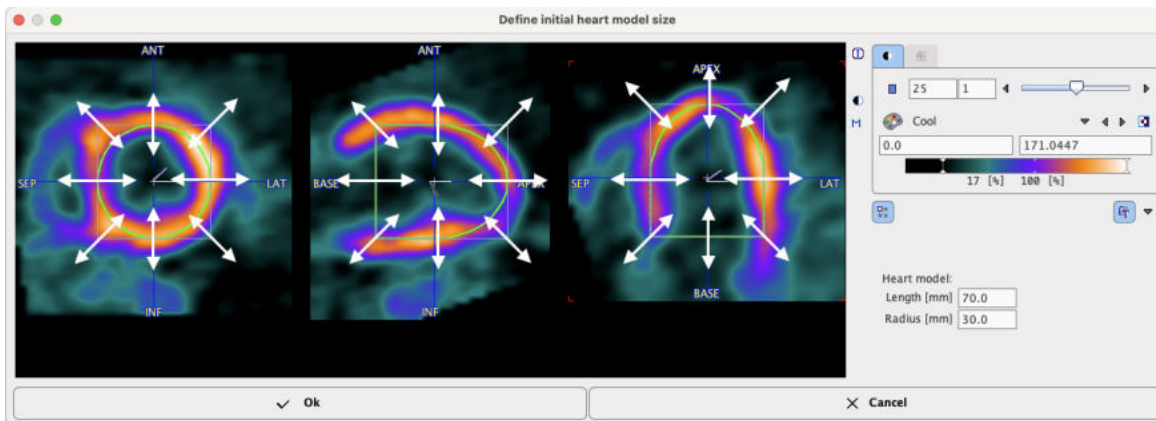 Define initial heart model size
ANT
SEP
LAT
INF
ANT
BASE
APEX
INF
APEX
SEP
LAT
BASE
M
25
1
Cool
0.0
171.0447
17 [%] 100 [%]
Heart model:
Length [mm] 70.0
Radius [mm] 30.0
Ok
Cancel